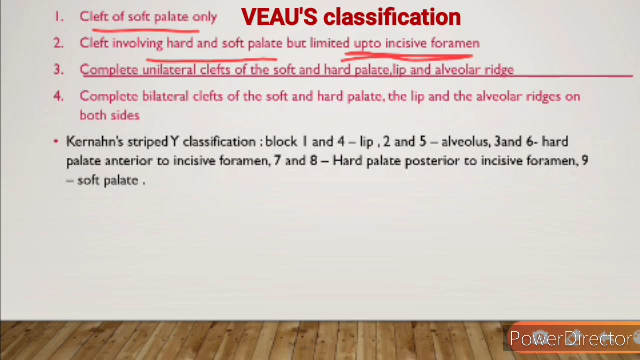 VEAU'S classification
1. Cleft of soft palate only
2. Cleft involving hard and soft palate but limited upto incisive foramen
3. Complete unilateral clefts of the soft and hard palate,lip and alveolar ridge
4. Complete bilateral clefts of the soft and hard palate, the lip and the alveolar ridges on
both sides
• Kernahn's striped Y classification : block 1 and 4 – lip , 2 and 5 – alveolus, 3and 6- hard
palate anterior to incisive foramen, 7 and 8 – Hard palate posterior to incisive foramen, 9
– soft palate .
PowerDirector